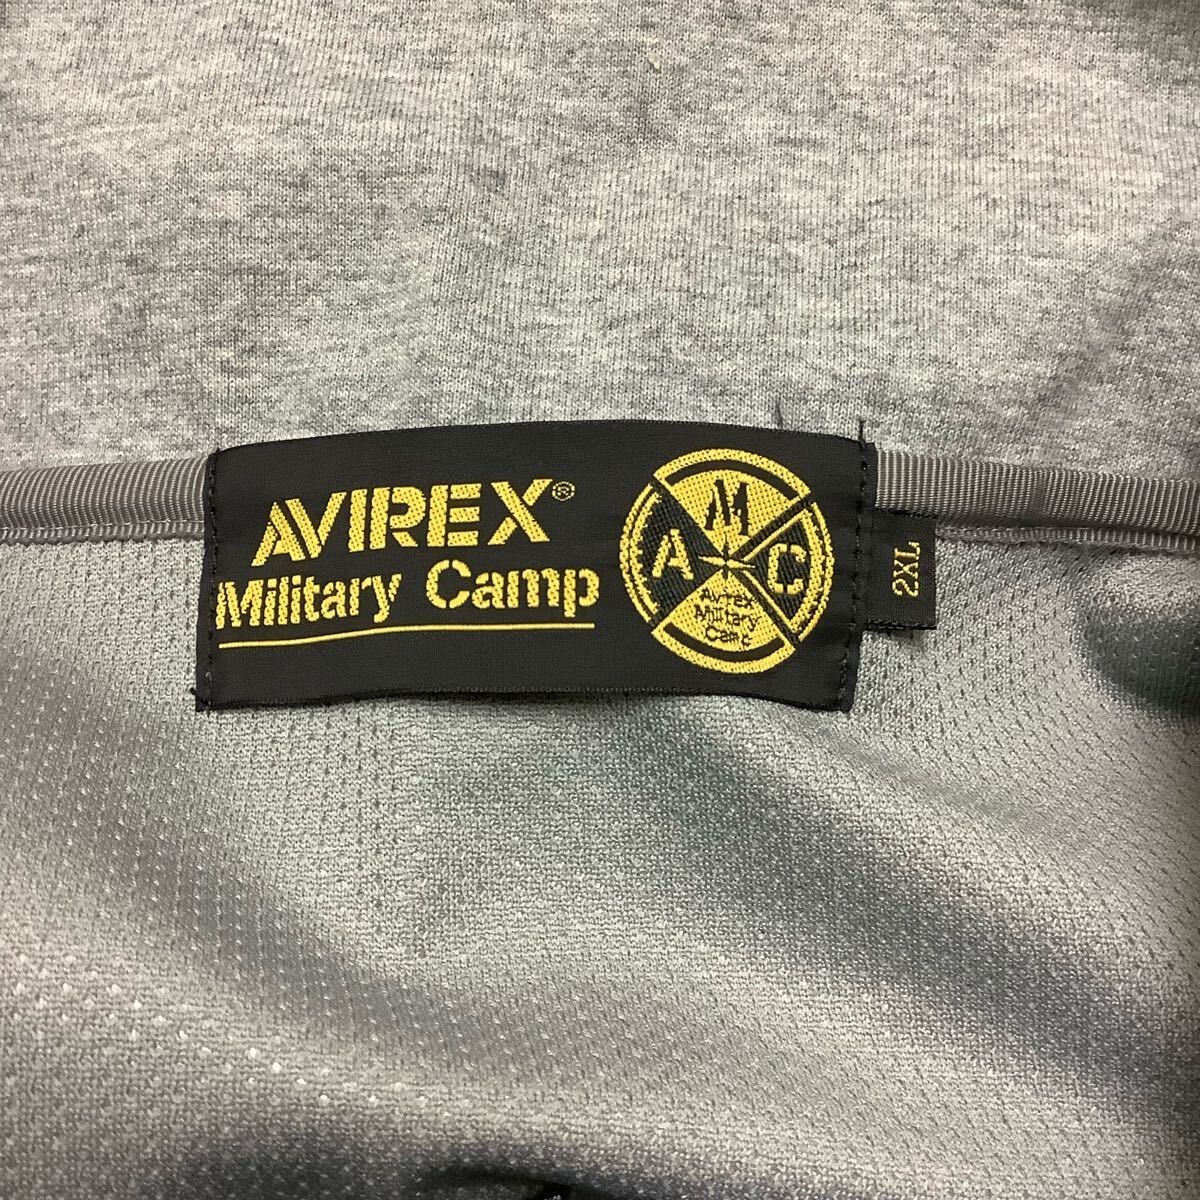 AVIREX®
Military Camp
M
A C
Avirex
Military
Camp
2XL